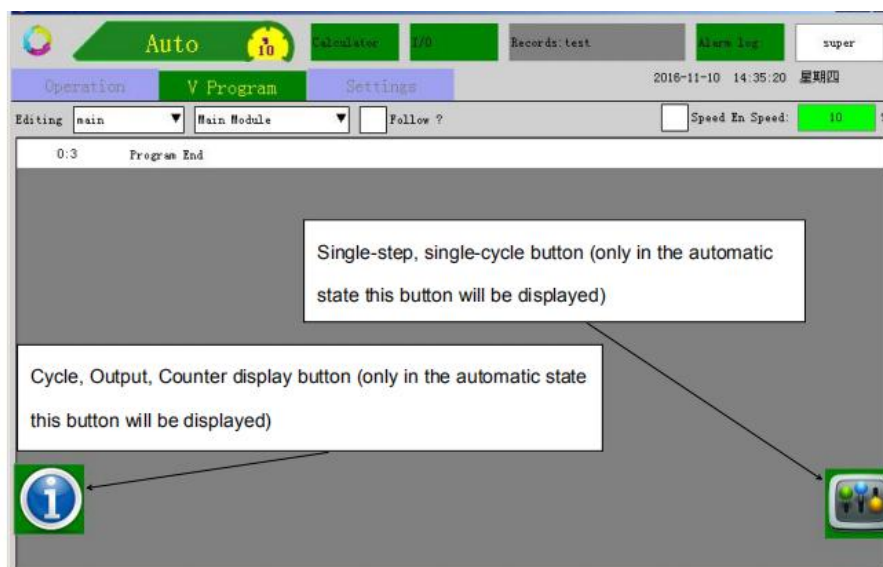 Auto 10 Calculator I/O Records:test Alarm log: super
Operation V Program Settings 2016-11-10 14:35:20 星期四
Editing main Main Module Follow ? Speed En Speed: 10
0:3 Program End
Single-step, single-cycle button (only in the automatic
state this button will be displayed)
Cycle, Output, Counter display button (only in the automatic state
this button will be displayed)